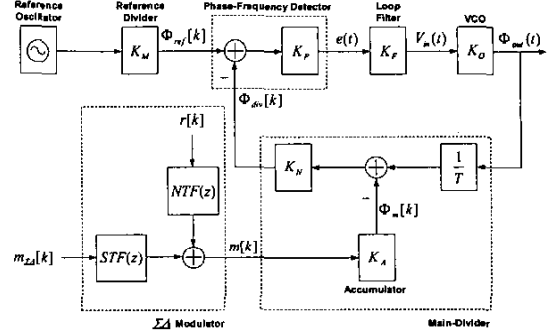 Reference Oscillator
Reference Divider
Phase-Frequency Detector
Loop Filter
VCO
K_M
Φ_ref[k]
K_P
e(t)
K_F
V_in(t)
K_O
Φ_out(t)
Φ_div[k]
r[k]
NTF(z)
K_N
1/T
Φ_m[k]
m_ΣΔ[k]
STF(z)
m[k]
K_A
Accumulator
ΣΔ Modulator
Main-Divider